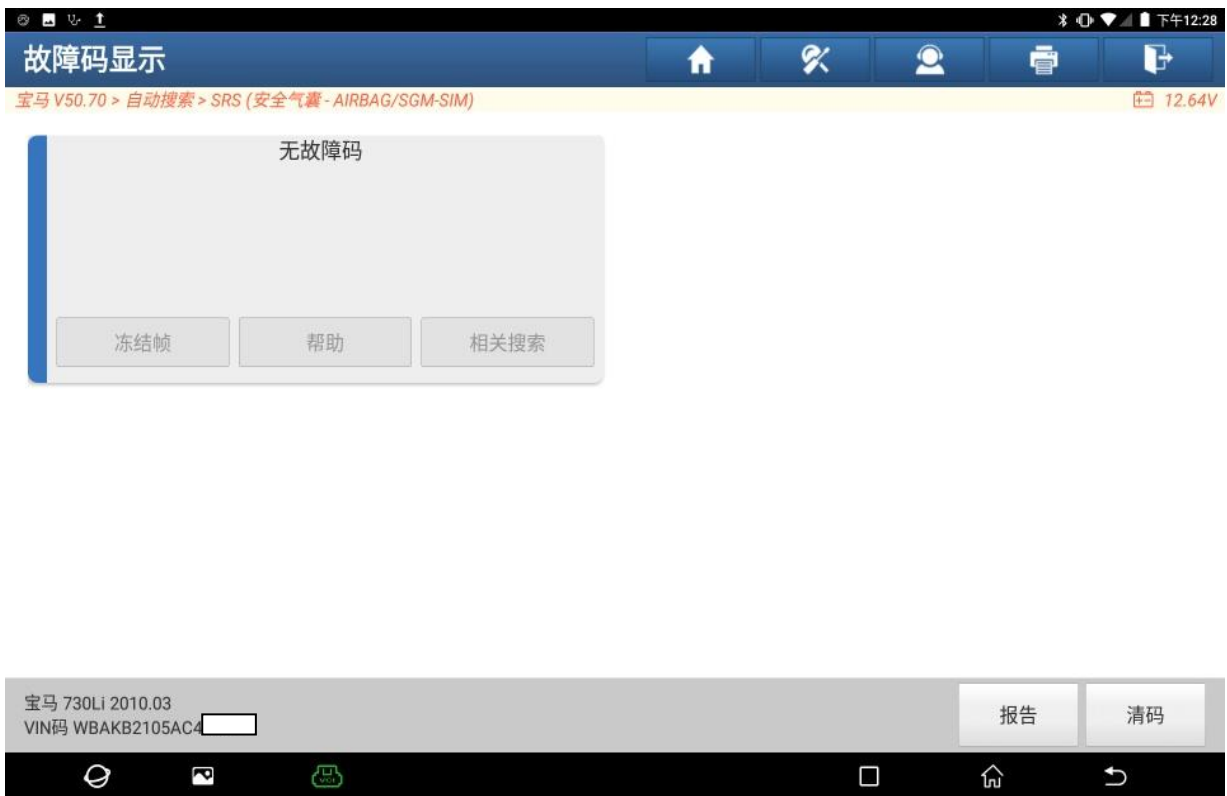 下午12:28
故障码显示
宝马 V50.70 > 自动搜索 > SRS (安全气囊 - AIRBAG/SGM-SIM)
12.64V
无故障码
冻结帧
帮助
相关搜索
宝马 730Li 2010.03
VIN码 WBAKB2105AC4
报告
清码
VCI